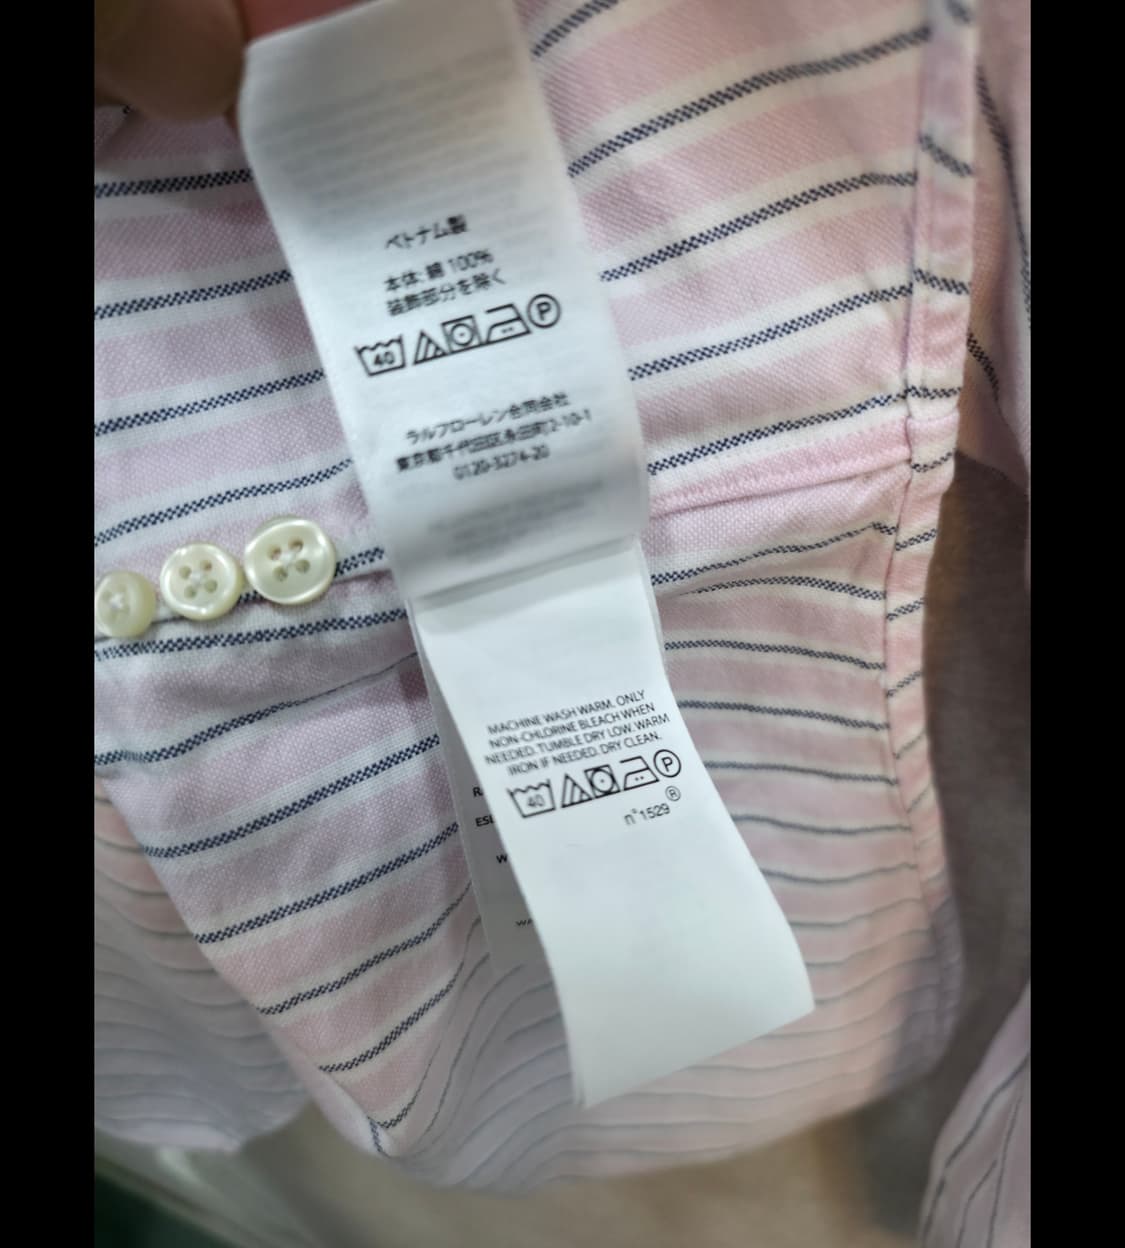 ベトナム製
本体: 綿 100%
装飾部分を除く
40 P
ラルフローレン合同会社
東京都千代田区永田町2-10-1
0120-3274-20
MACHINE WASH WARM. ONLY
NON-CHLORINE BLEACH WHEN
NEEDED. TUMBLE DRY LOW. WARM
IRON IF NEEDED. DRY CLEAN.
40 P
n°1529 ®